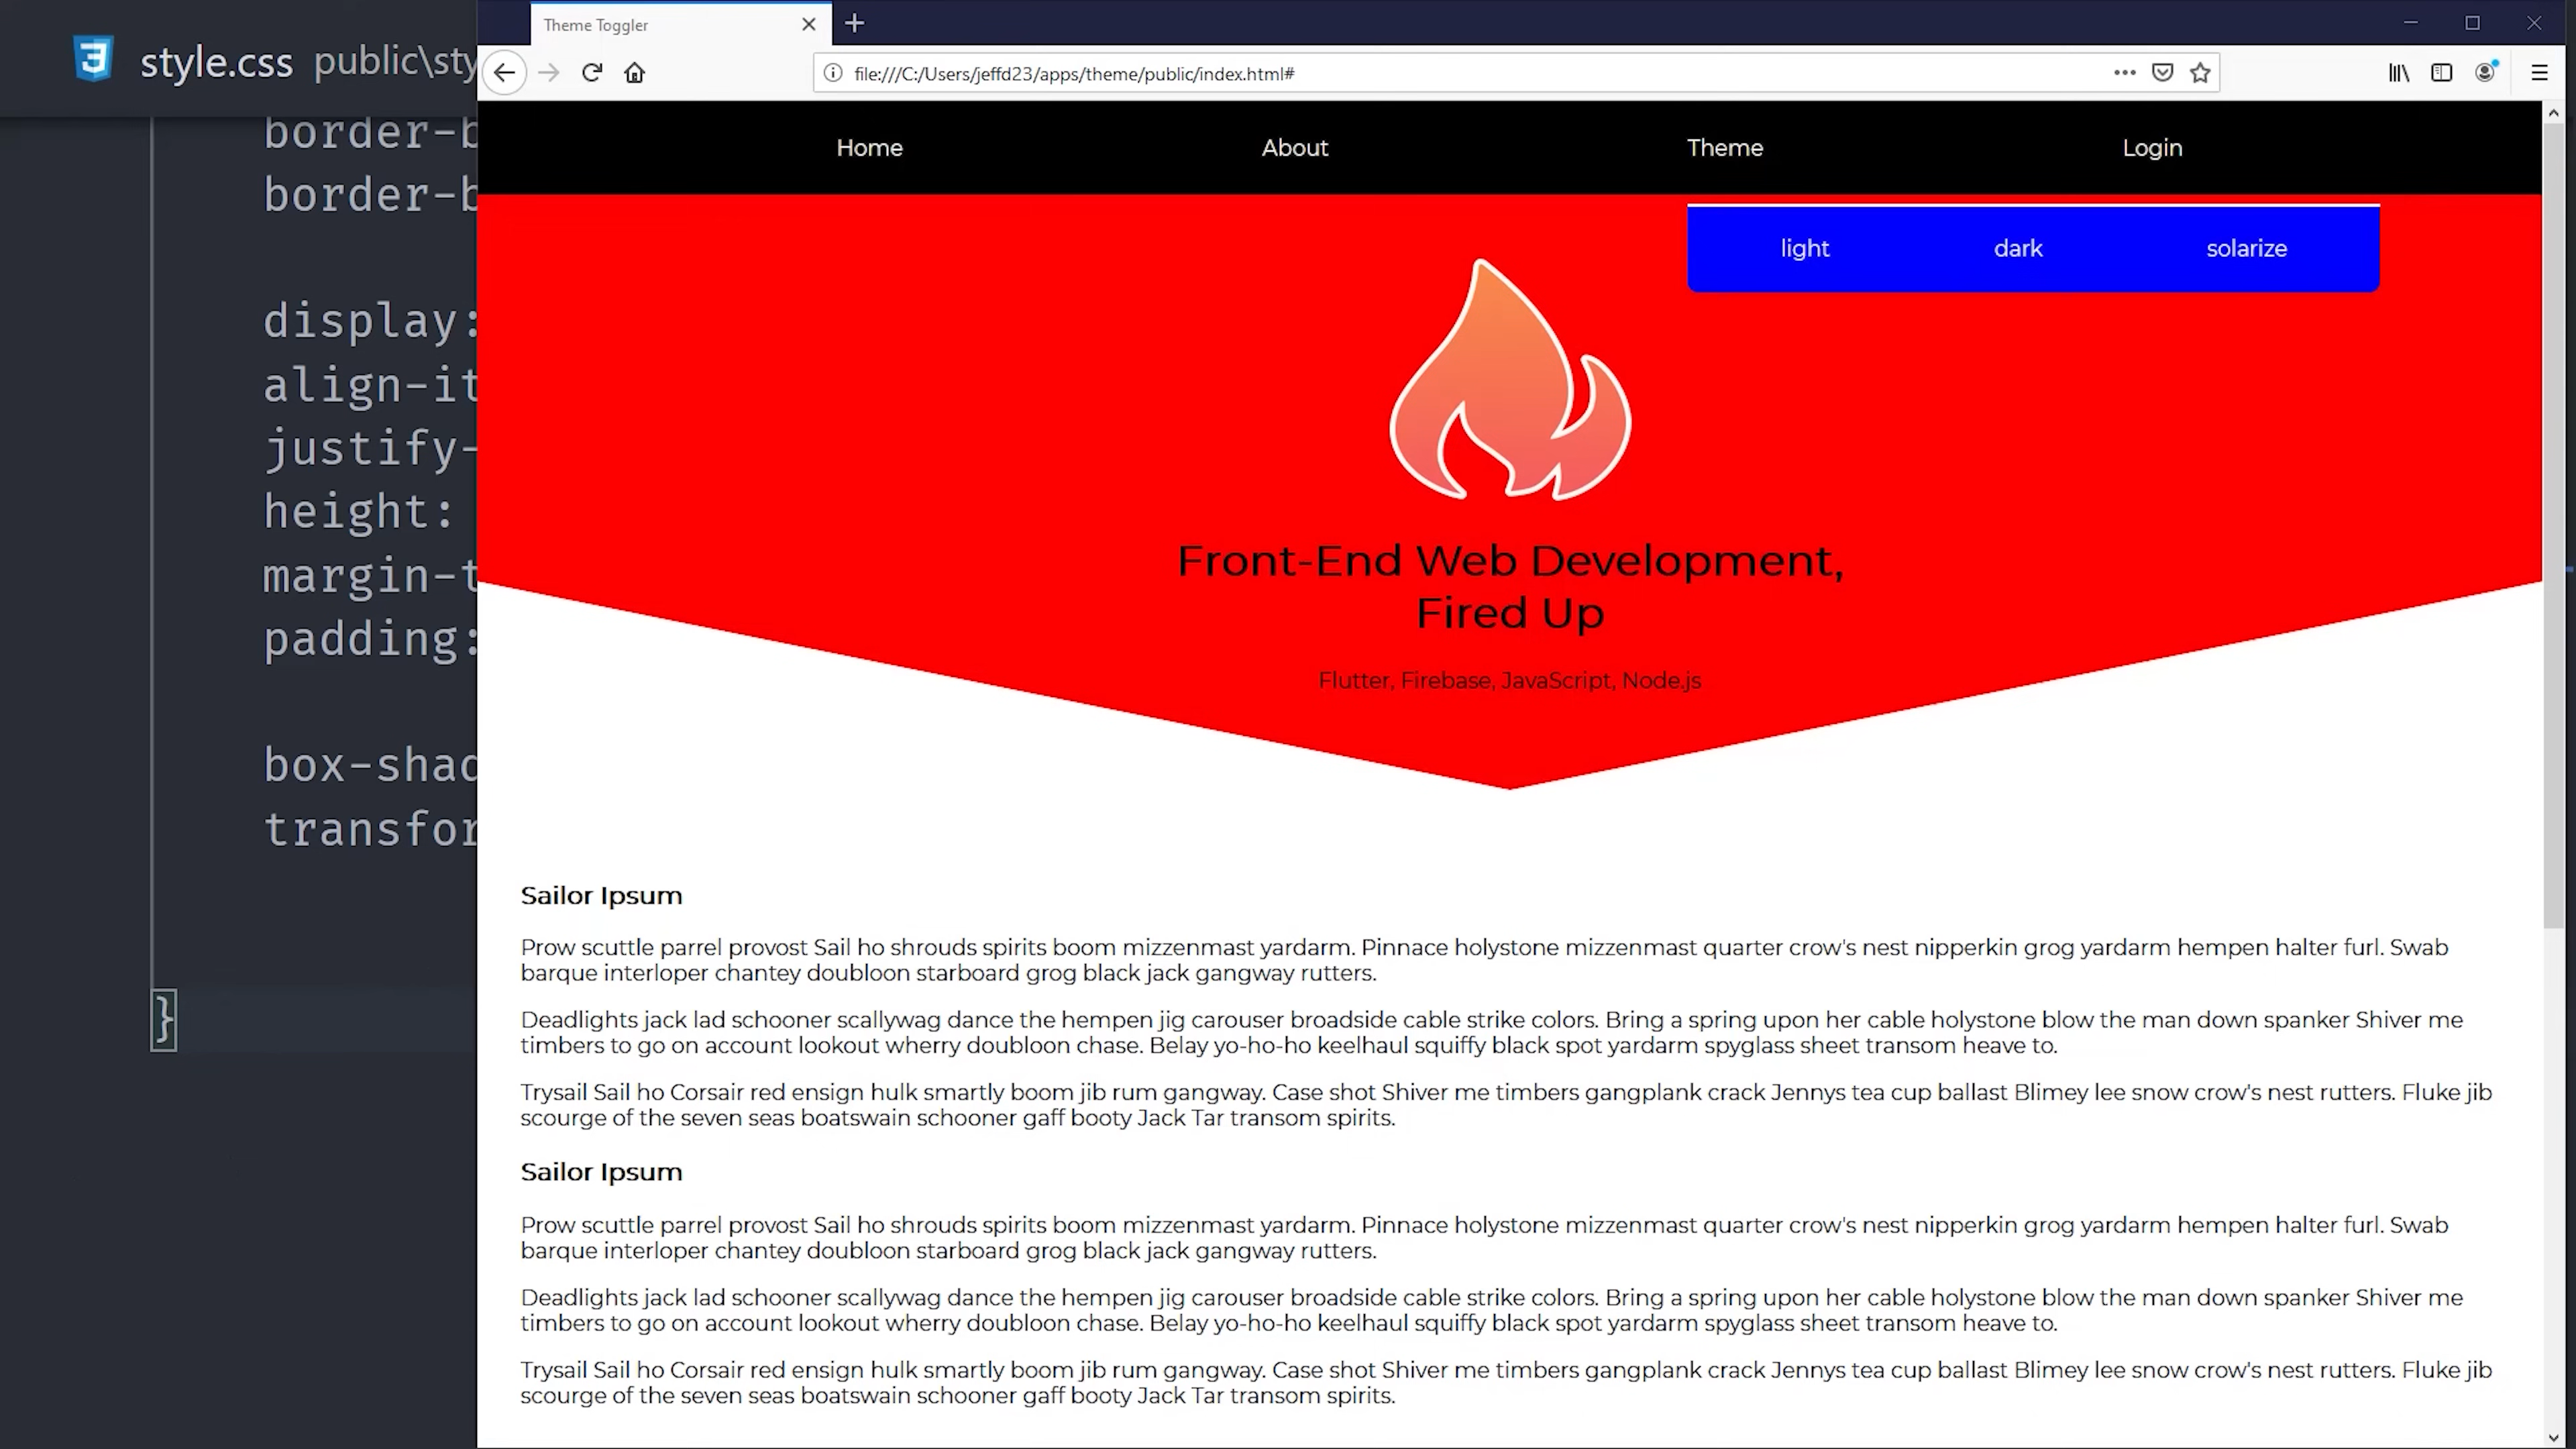 style.css public\sty
border-b
border-b
display:
align-it
justify-
height:
margin-t
padding:
box-shad
transfor
}
Theme Toggler
file:///C:/Users/jeffd23/apps/theme/public/index.html#
Home About Theme Login
light dark solarize
Front-End Web Development,
Fired Up
Flutter, Firebase, JavaScript, Node.js
Sailor Ipsum
Prow scuttle parrel provost Sail ho shrouds spirits boom mizzenmast yardarm. Pinnace holystone mizzenmast quarter crow's nest nipperkin grog yardarm hempen halter furl. Swab
barque interloper chantey doubloon starboard grog black jack gangway rutters.
Deadlights jack lad schooner scallywag dance the hempen jig carouser broadside cable strike colors. Bring a spring upon her cable holystone blow the man down spanker Shiver me
timbers to go on account lookout wherry doubloon chase. Belay yo-ho-ho keelhaul squiffy black spot yardarm spyglass sheet transom heave to.
Trysail Sail ho Corsair red ensign hulk smartly boom jib rum gangway. Case shot Shiver me timbers gangplank crack Jennys tea cup ballast Blimey lee snow crow's nest rutters. Fluke jib
scourge of the seven seas boatswain schooner gaff booty Jack Tar transom spirits.
Sailor Ipsum
Prow scuttle parrel provost Sail ho shrouds spirits boom mizzenmast yardarm. Pinnace holystone mizzenmast quarter crow's nest nipperkin grog yardarm hempen halter furl. Swab
barque interloper chantey doubloon starboard grog black jack gangway rutters.
Deadlights jack lad schooner scallywag dance the hempen jig carouser broadside cable strike colors. Bring a spring upon her cable holystone blow the man down spanker Shiver me
timbers to go on account lookout wherry doubloon chase. Belay yo-ho-ho keelhaul squiffy black spot yardarm spyglass sheet transom heave to.
Trysail Sail ho Corsair red ensign hulk smartly boom jib rum gangway. Case shot Shiver me timbers gangplank crack Jennys tea cup ballast Blimey lee snow crow's nest rutters. Fluke jib
scourge of the seven seas boatswain schooner gaff booty Jack Tar transom spirits.